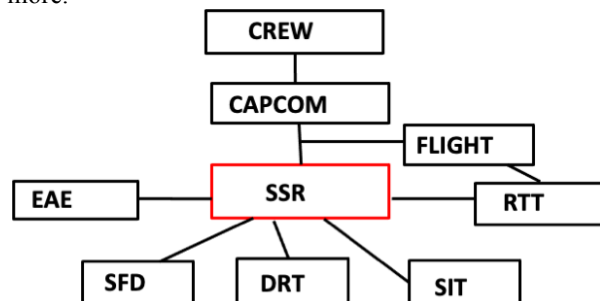 more.
CREW
CAPCOM
FLIGHT
SSR
EAE
RTT
SFD
DRT
SIT